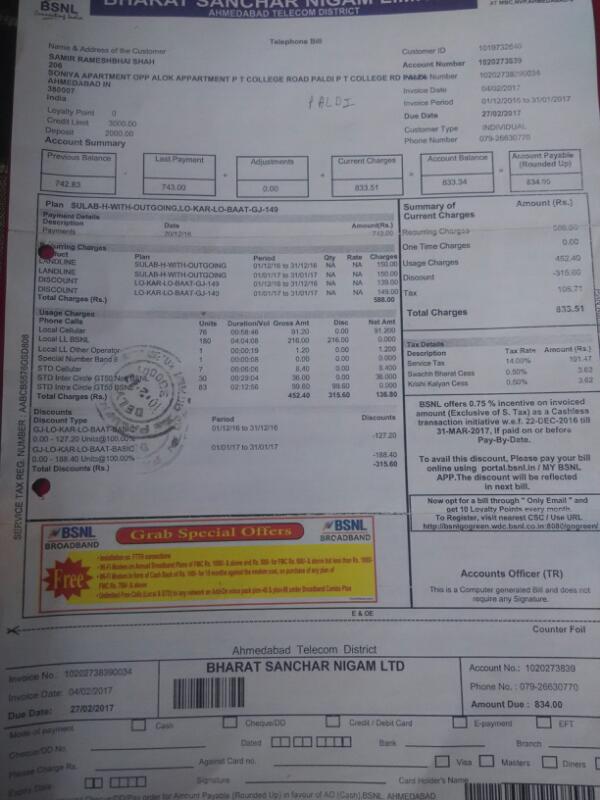 BSNL
Connecting India
BHARAT SANCHAR NIGAM
AHMEDABAD TELECOM DISTRICT
Telephone Bill
Name & Address of the Customer
SAMIR RAMESHBHAI SHAH
206
SONIYA APARTMENT OPP ALOK APPARTMENT P T COLLEGE ROAD PALDI P T COLLEGE RD PALDI
AHMEDABAD IN
380007
India
PALDI
Loyalty Point 0
Credit Limit 3000.00
Deposit 2000.00
Customer ID 1019732640
Account Number 1020273839
Number 10202738390034
Invoice Date 04/02/2017
Invoice Period 01/12/2016 to 31/01/2017
Due Date 27/02/2017
Customer Type INDIVIDUAL
Phone Number 079-26630770
Account Summary
Previous Balance Last Payment Adjustments Current Charges Account Balance Amount Payable (Rounded Up)
742.83 743.00 0.00 833.51 833.34 834.00
Plan SULAB-H-WITH-OUTGOING,LO-KAR-LO-BAAT-GJ-149
Payment Details
Description Date Amount(Rs.)
Payments 20/12/16 743.00
Recurring Charges
Product Plan Period Qty Rate Charges
LANDLINE SULAB-H-WITH-OUTGOING 01/12/16 to 31/12/16 NA NA 150.00
LANDLINE SULAB-H-WITH-OUTGOING 01/01/17 to 31/01/17 NA NA 150.00
DISCOUNT LO-KAR-LO-BAAT-GJ-149 01/12/16 to 31/12/16 NA NA 139.00
DISCOUNT LO-KAR-LO-BAAT-GJ-149 01/01/17 to 31/01/17 NA NA 149.00
Total Charges (Rs.) 588.00
Usage Charges
Phone Calls Units Duration/Vol Gross Amt Disc Net Amt
Local Cellular 76 00:58:46 91.20 0.00 91.200
Local LL BSNL 180 04:04:08 216.00 216.00 0.000
Local LL Other Operator 1 00:00:19 1.20 0.00 1.200
Special Number Band 8 1 00:00:08 0.00 0.00 0.000
STD Cellular 7 00:06:06 8.40 0.00 8.400
STD Inter Circle GT50 Non BSNL 30 00:29:04 36.00 0.00 36.000
STD Intra Circle GT50 BSNL 83 02:12:56 99.60 99.60 0.000
Total Charges (Rs.) 452.40 315.60 136.80
Discounts
Discount Type Period Discounts
GJ-LO-KAR-LO-BAAT-BASIC 01/12/16 to 31/12/16
0.00 - 127.20 Units@100.00% -127.20
GJ-LO-KAR-LO-BAAT-BASIC 01/01/17 to 31/01/17
0.00 - 188.40 Units@100.00% -188.40
Total Discounts (Rs.) -315.60
Summary of Current Charges Amount (Rs.)
Recurring Charges 588.00
One Time Charges 0.00
Usage Charges 452.40
Discount -315.60
Tax 108.71
Total Charges 833.51
Tax Details
Description Tax Rate Amount (Rs.)
Service Tax 14.00% 101.47
Swachh Bharat Cess 0.50% 3.62
Krishi Kalyan Cess 0.50% 3.62
BSNL offers 0.75 % incentive on invoiced
amount (Exclusive of S. Tax) as a Cashless
transaction initiative w.e.f. 22-DEC-2016 till
31-MAR-2017, If paid on or before
Pay-By-Date.
To avail this discount, Please pay your bill
online using portal.bsnl.in / MY BSNL
APP.The discount will be reflected
in next bill.
Now opt for a bill through " Only Email " and
get 10 Loyalty Points every month.
To Register, visit nearest CSC / Use URL
http://bsnlgogreen.wdc.bsnl.co.in:8080/gogreen/
SERVICE TAX REG. NUMBER : AABCB5576GSD808
BSNL
BROADBAND
Grab Special Offers
BSNL
BROADBAND
Free
Accounts Officer (TR)
This is a Computer generated Bill and does not
require any Signature.
E & OE
Counter Foil
Ahmedabad Telecom District
BHARAT SANCHAR NIGAM LTD
Invoice No.: 10202738390034
Invoice Date: 04/02/2017
Due Date: 27/02/2017
Account No.: 1020273839
Phone No. : 079-26630770
Amount Due : 834.00
Mode of payment Cash Cheque/DD Credit / Debit Card E-payment EFT
Cheque/DD No. Dated Bank Branch
Please Charge Rs. Against Card no. Visa Masters Diners
Expiry Date: Signature Card Holder's Name
Cheque/DD/Pay order for Amount Payable (Rounded Up) in favour of AO (Cash),BSNL, AHMEDABAD